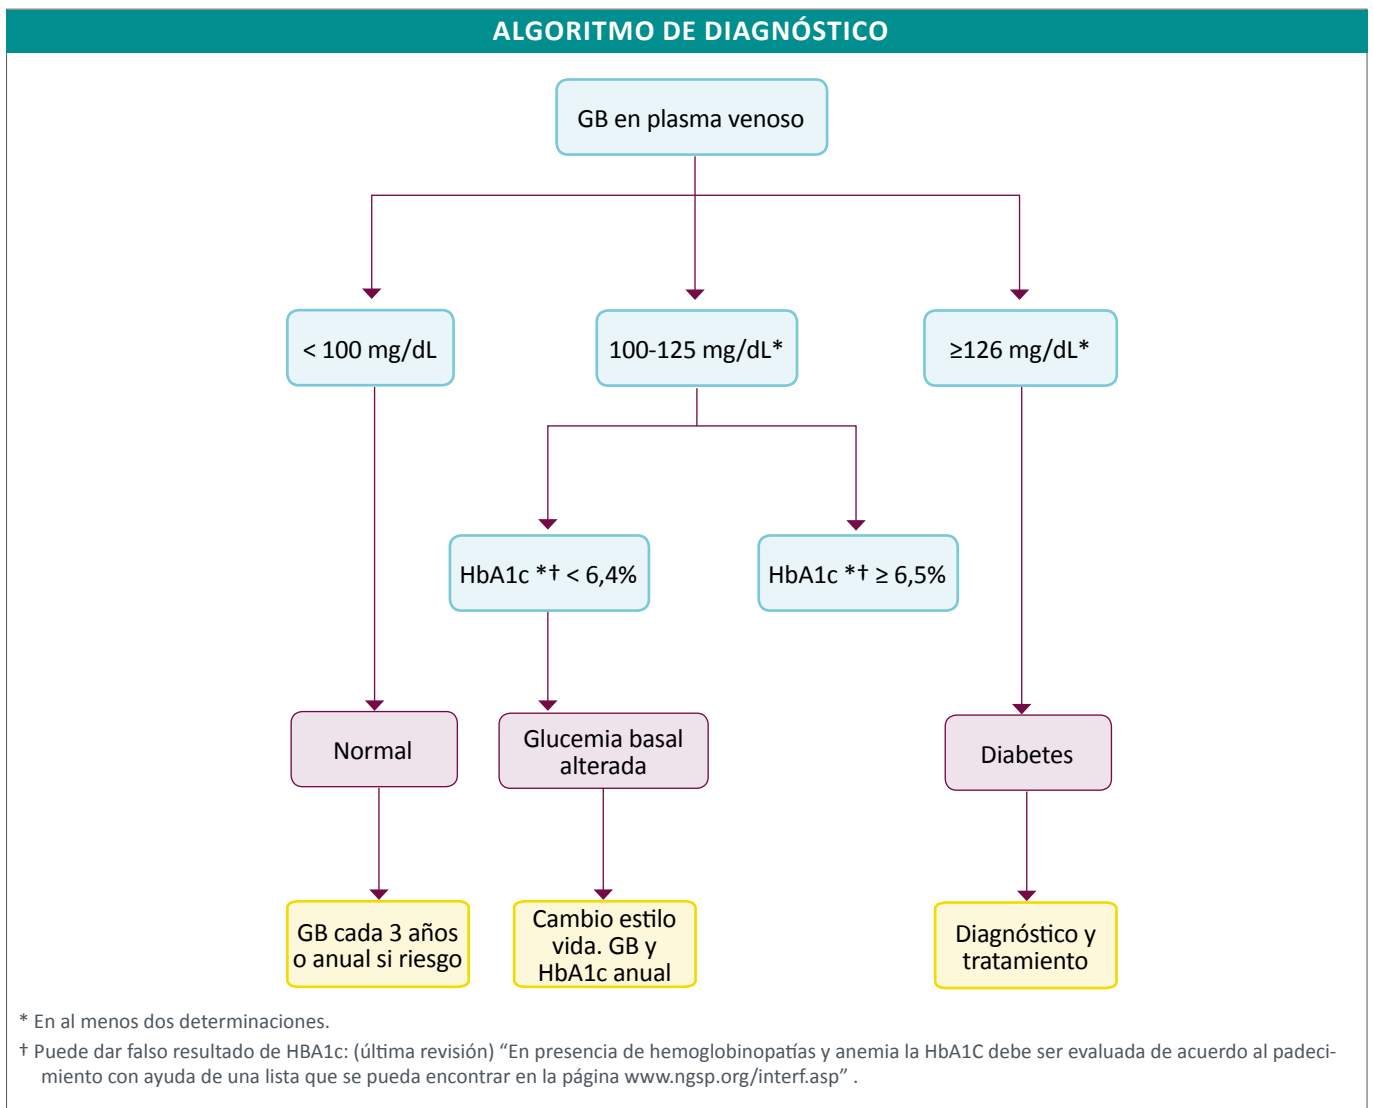 ALGORITMO DE DIAGNÓSTICO
GB en plasma venoso
< 100 mg/dL
100-125 mg/dL*
≥126 mg/dL*
HbA1c *† < 6,4%
HbA1c *† ≥ 6,5%
Normal
Glucemia basal
alterada
Diabetes
GB cada 3 años
o anual si riesgo
Cambio estilo
vida. GB y
HbA1c anual
Diagnóstico y
tratamiento
* En al menos dos determinaciones.
† Puede dar falso resultado de HBA1c: (última revisión) “En presencia de hemoglobinopatías y anemia la HbA1C debe ser evaluada de acuerdo al padeci-
miento con ayuda de una lista que se pueda encontrar en la página www.ngsp.org/interf.asp” .